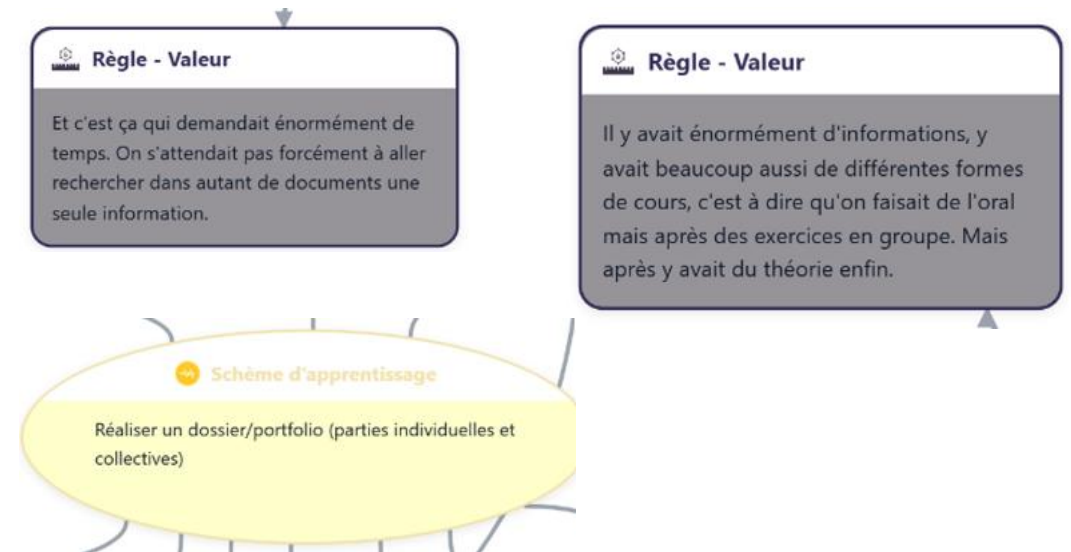 Règle - Valeur
Et c'est ça qui demandait énormément de
temps. On s'attendait pas forcément à aller
rechercher dans autant de documents une
seule information.
Règle - Valeur
Il y avait énormément d'informations, y
avait beaucoup aussi de différentes formes
de cours, c'est à dire qu'on faisait de l'oral
mais après des exercices en groupe. Mais
après y avait du théorie enfin.
Schème d'apprentissage
Réaliser un dossier/portfolio (parties individuelles et
collectives)